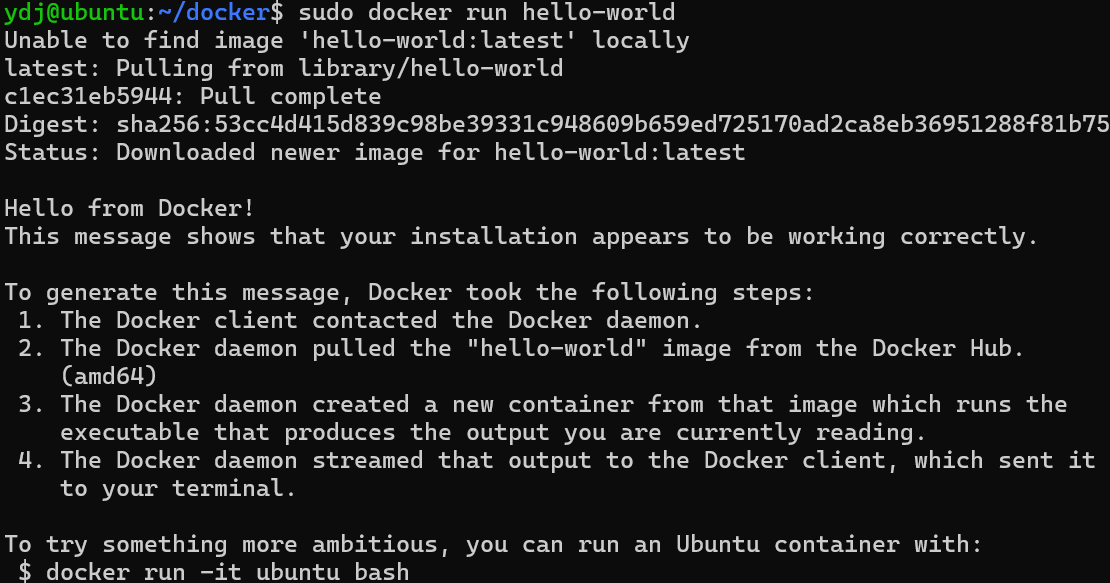 ydj@ubuntu:~/docker$ sudo docker run hello-world
Unable to find image 'hello-world:latest' locally
latest: Pulling from library/hello-world
c1ec31eb5944: Pull complete
Digest: sha256:53cc4d415d839c98be39331c948609b659ed725170ad2ca8eb36951288f81b75
Status: Downloaded newer image for hello-world:latest

Hello from Docker!
This message shows that your installation appears to be working correctly.

To generate this message, Docker took the following steps:
 1. The Docker client contacted the Docker daemon.
 2. The Docker daemon pulled the "hello-world" image from the Docker Hub.
    (amd64)
 3. The Docker daemon created a new container from that image which runs the
    executable that produces the output you are currently reading.
 4. The Docker daemon streamed that output to the Docker client, which sent it
    to your terminal.

To try something more ambitious, you can run an Ubuntu container with:
 $ docker run -it ubuntu bash